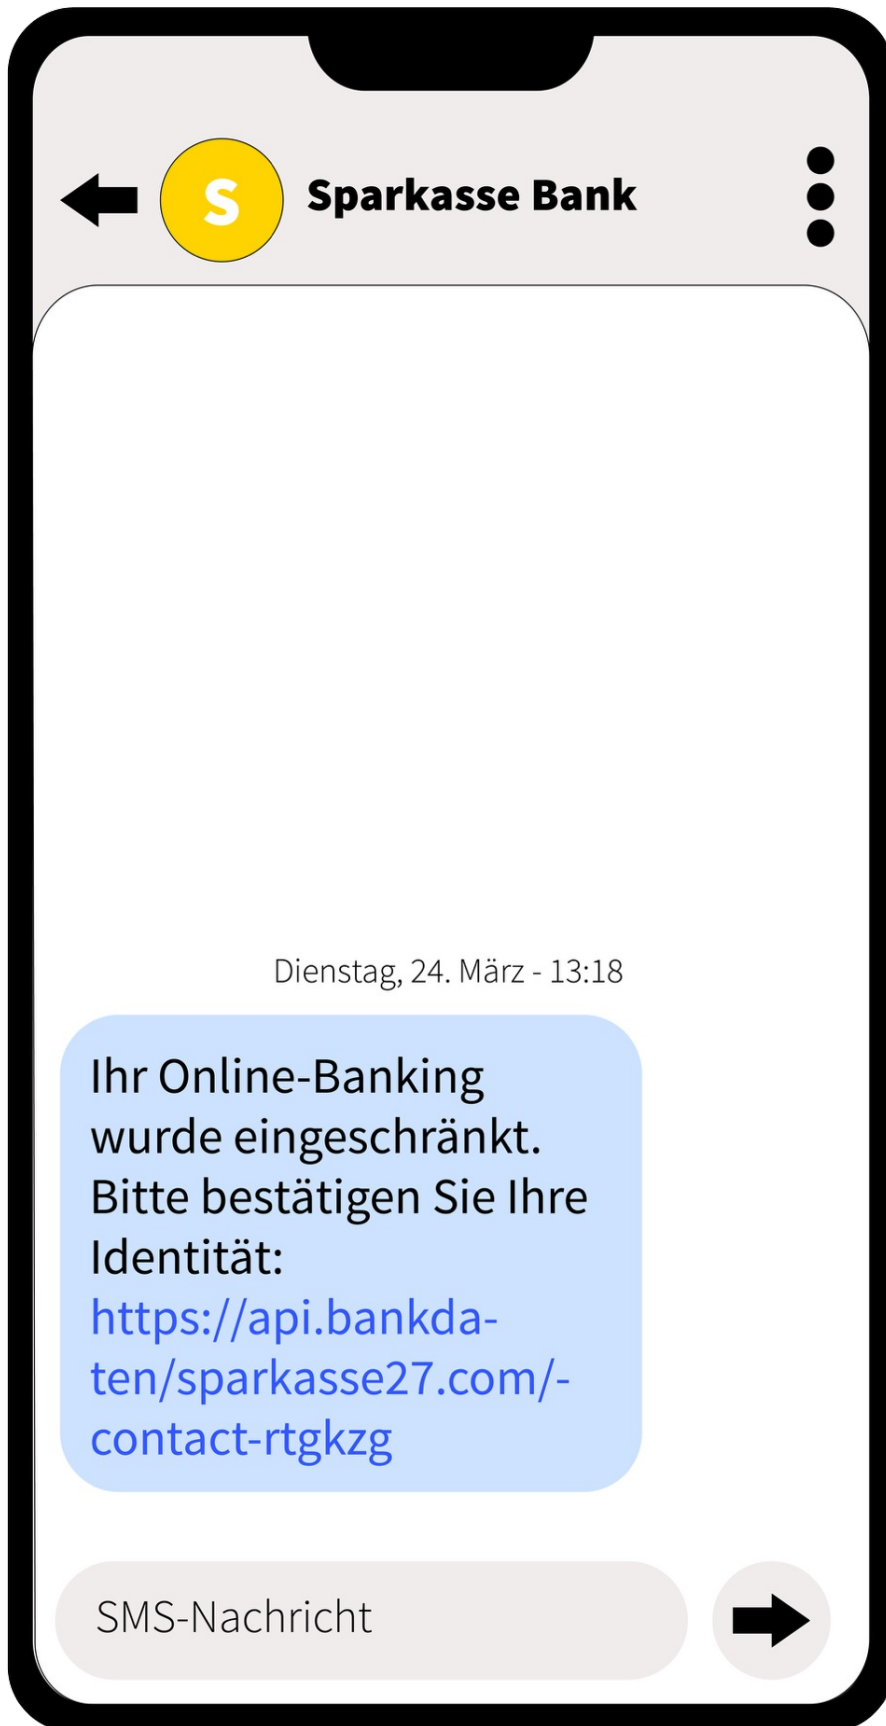 S
Sparkasse Bank
Dienstag, 24. März - 13:18
Ihr Online-Banking
wurde eingeschränkt.
Bitte bestätigen Sie Ihre
Identität:
https://api.bankda-
ten/sparkasse27.com/-
contact-rtgkzg
SMS-Nachricht